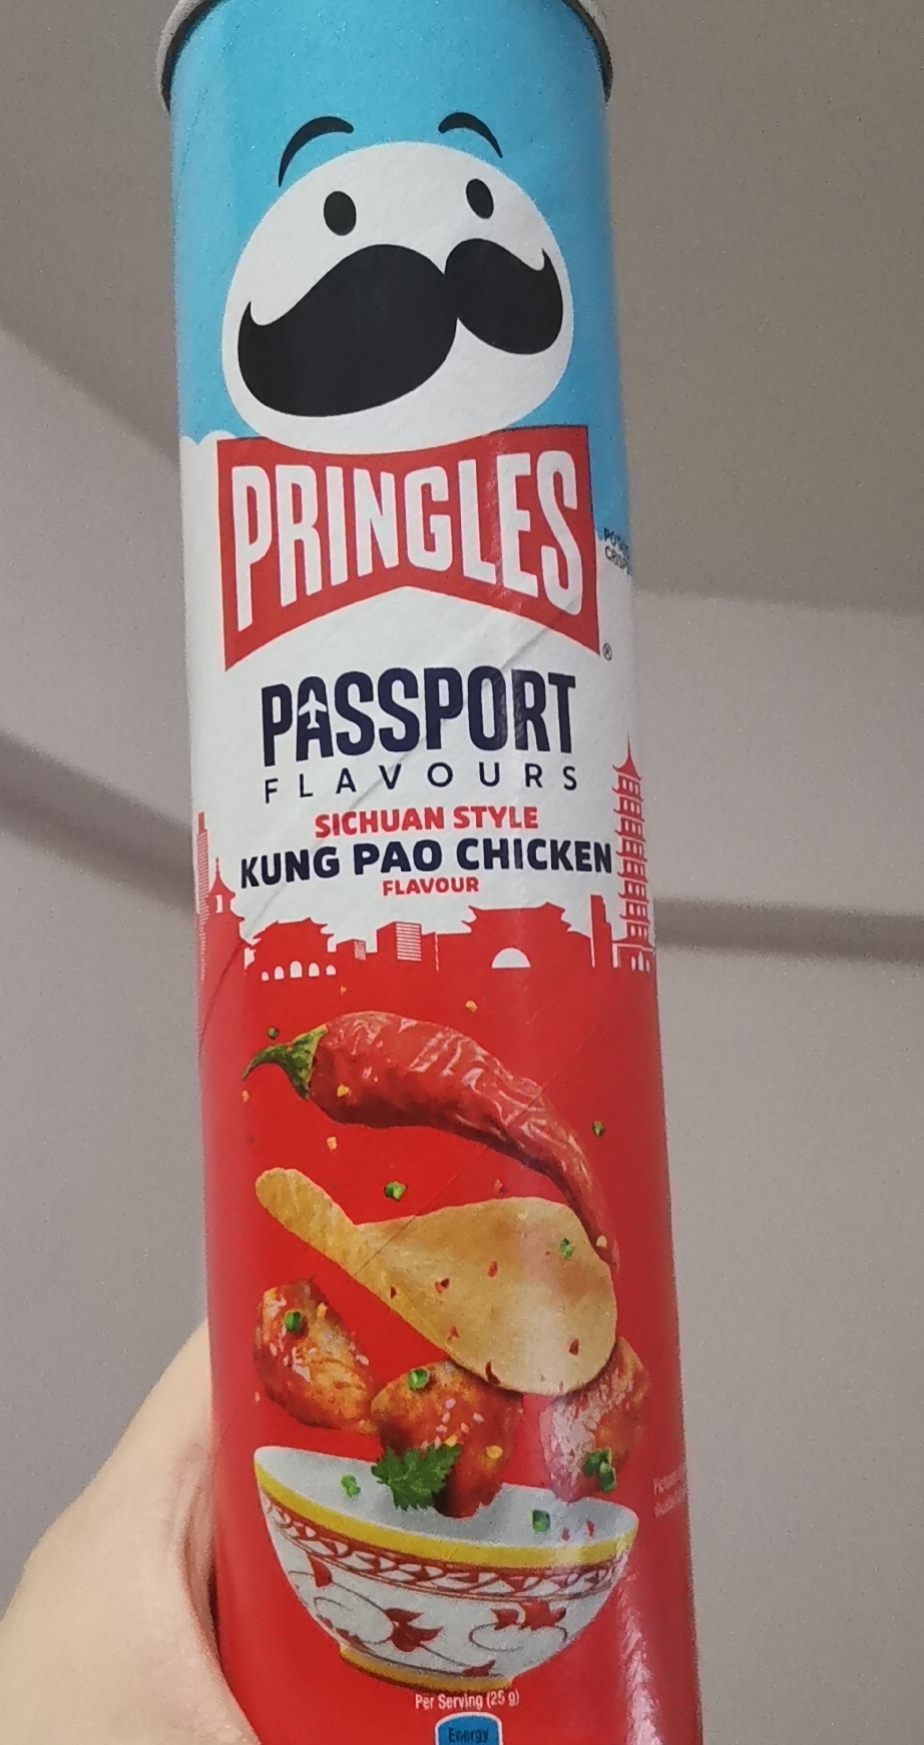 PRINGLES
®
PASSPORT
FLAVOURS
SICHUAN STYLE
KUNG PAO CHICKEN
FLAVOUR
Per Serving (25 g)
Energy